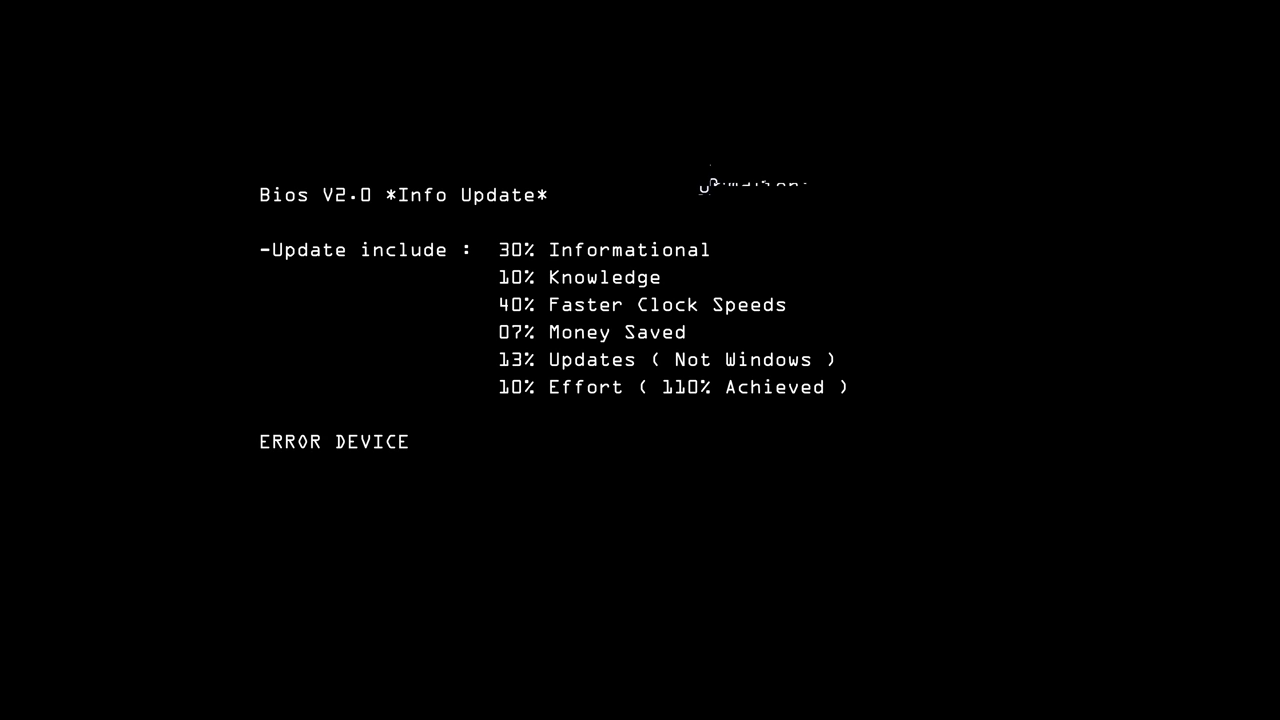 Bios V2.0 *Info Update*
-Update include : 30% Informational
10% Knowledge
40% Faster Clock Speeds
07% Money Saved
13% Updates ( Not Windows )
10% Effort ( 110% Achieved )
ERROR DEVICE